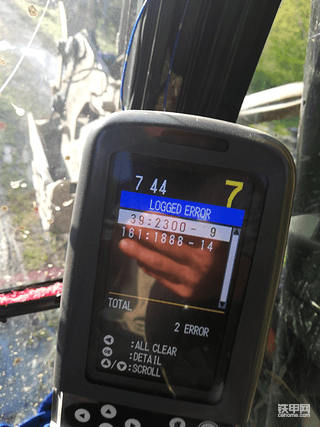 7 44 7
LOGGED ERROR
39:2300- 9
161:1888-14
TOTAL
2 ERROR
:ALL CLEAR
OK :DETAIL
/ :SCROLL
铁甲网